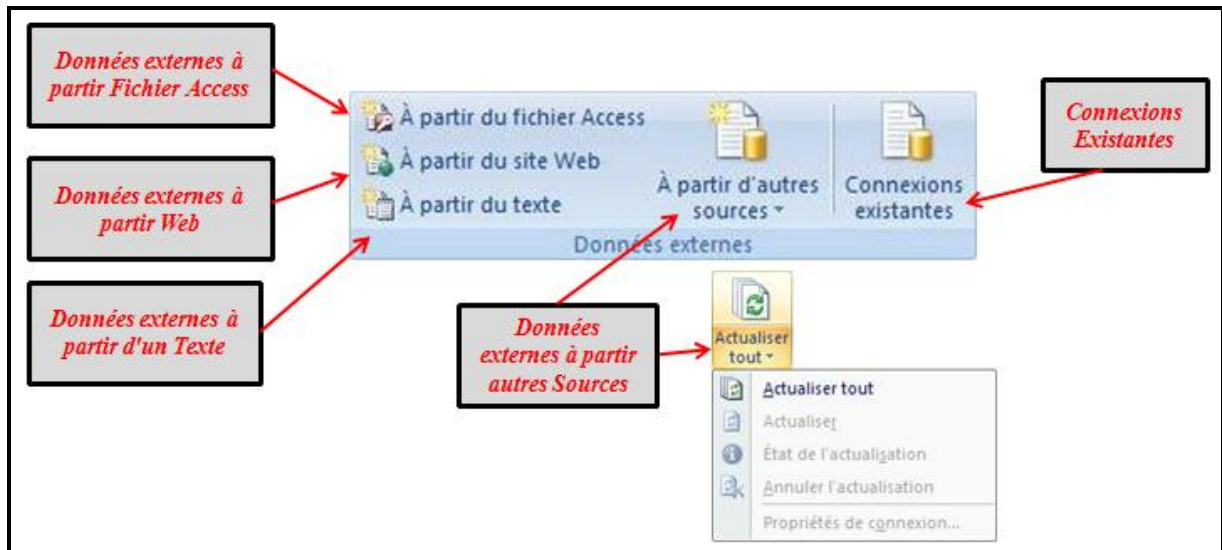 Données externes à
partir Fichier Access
Données externes à
partir Web
Données externes à
partir d'un Texte
À partir du fichier Access
À partir du site Web
À partir du texte
À partir d'autres
sources
Connexions
existantes
Données externes
Connexions
Existantes
Données
externes à partir
autres Sources
Actualiser
tout
Actualiser tout
Actualiser
État de l'actualisation
Annuler l'actualisation
Propriétés de connexion...